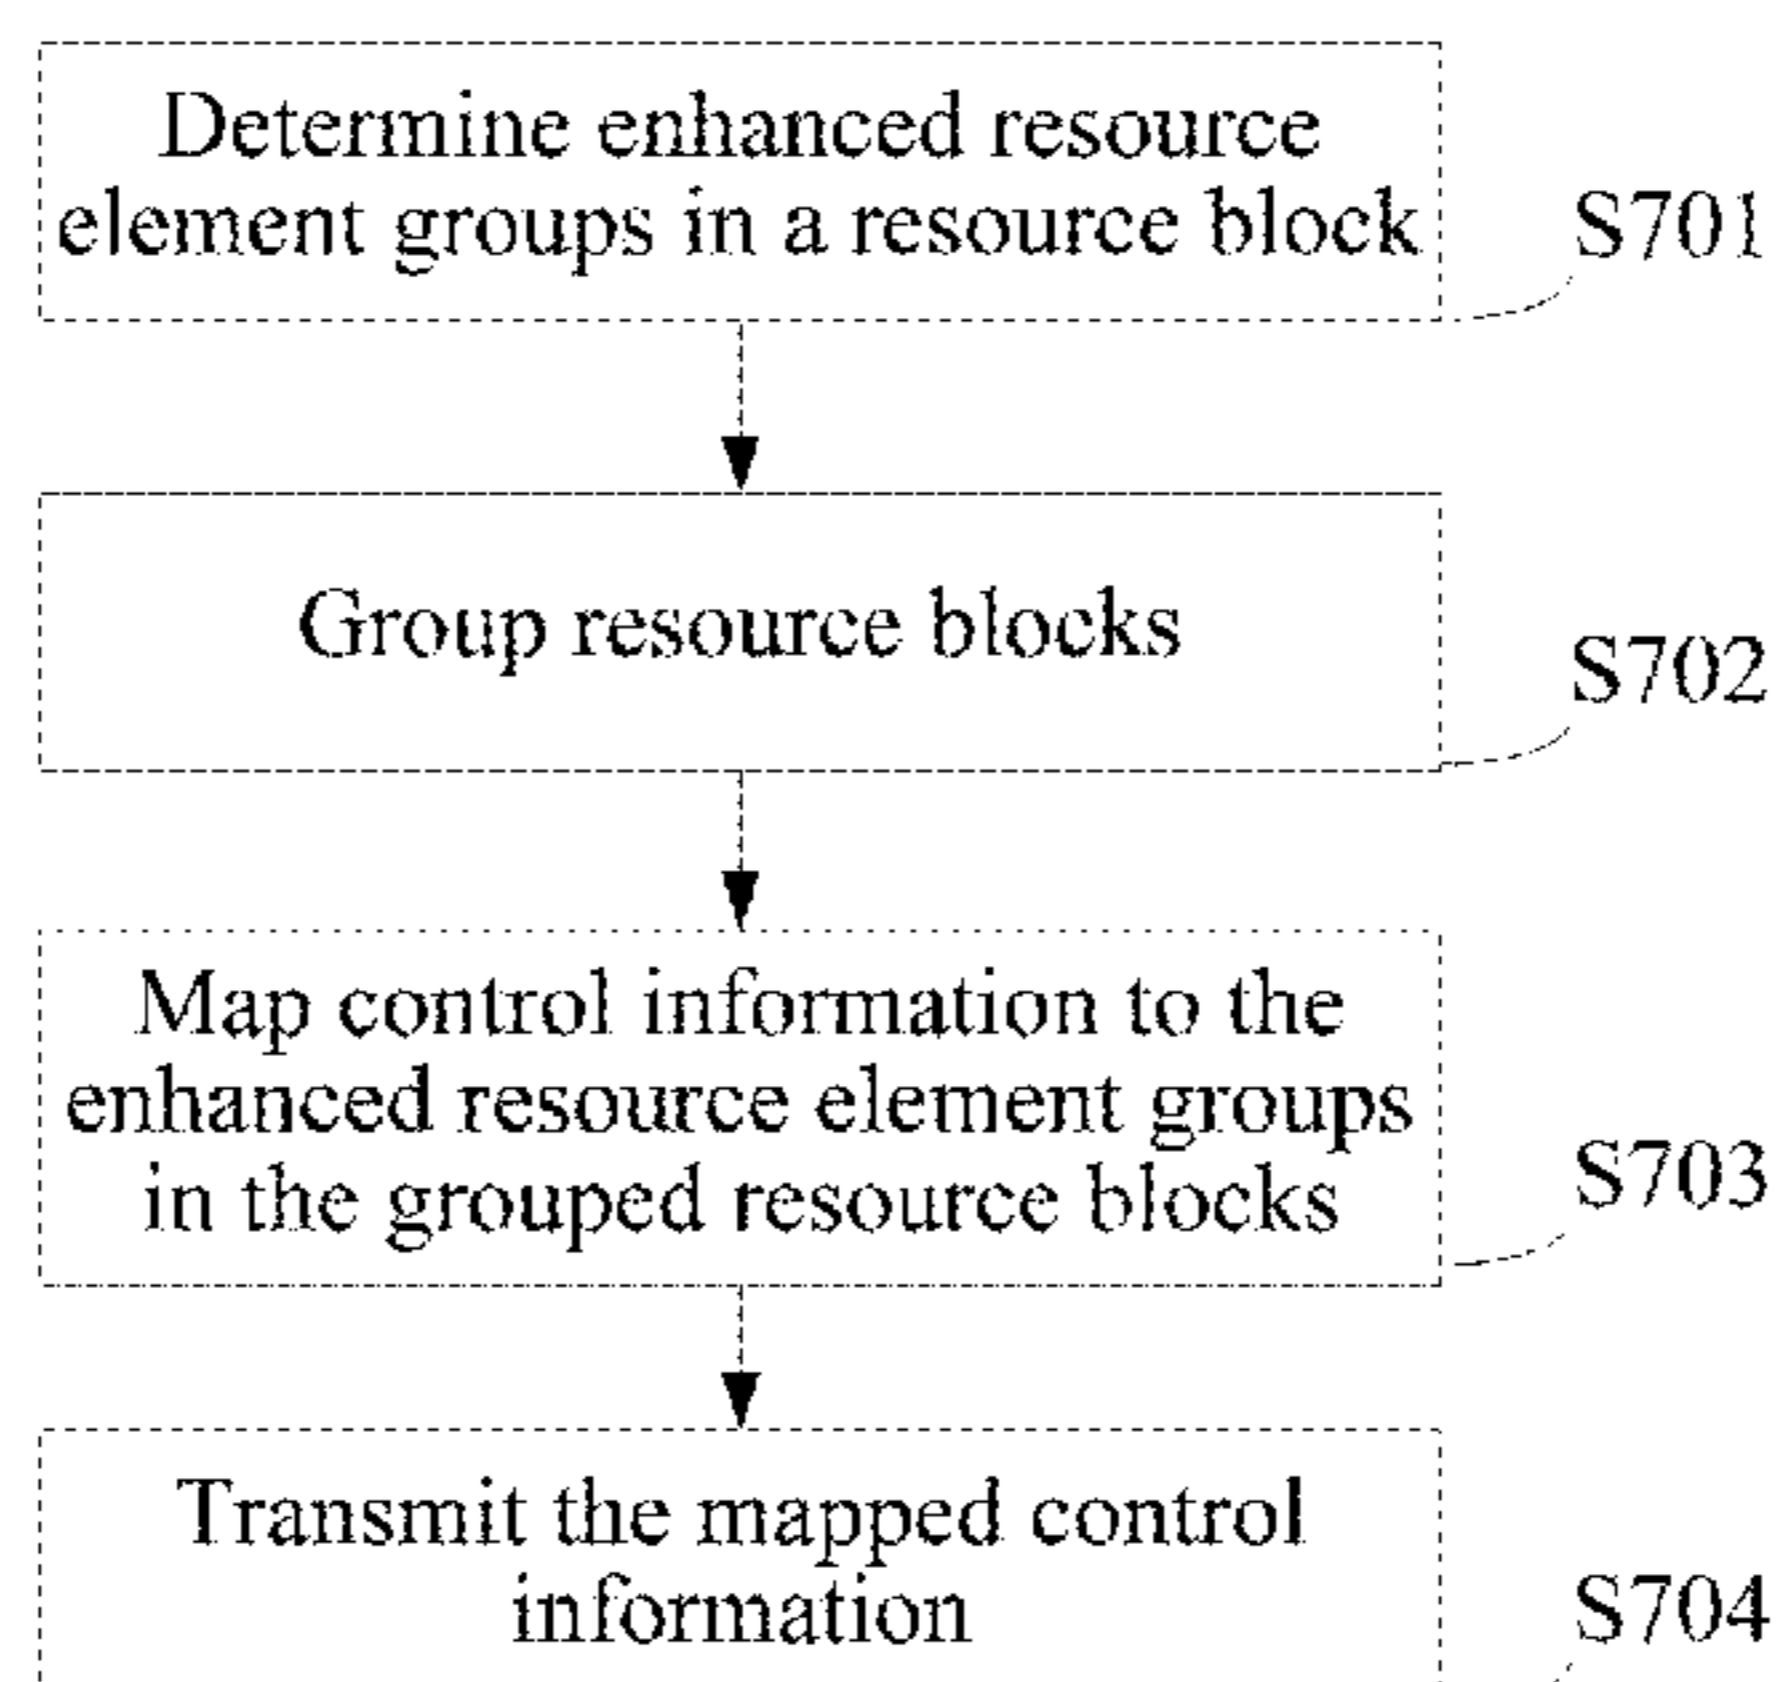 Determine enhanced resource
element groups in a resource block
S701
Group resource blocks
S702
Map control information to the
enhanced resource element groups
in the grouped resource blocks
S703
Transmit the mapped control
information
S704